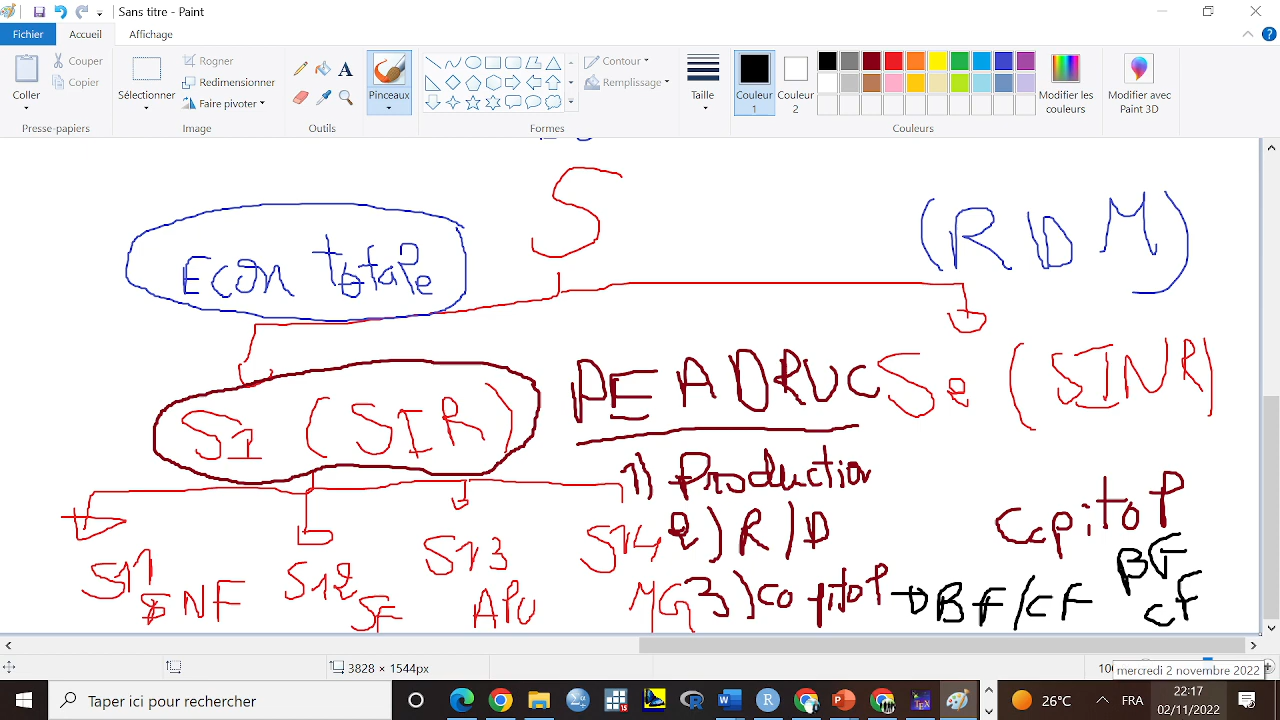 Sans titre - Paint
Fichier Accueil Affichage
Coller Couper Copier Presse-papiers
Sélectionner Rogner Redimensionner Faire pivoter Image
Outils
Pinceaux
Formes Contour Remplissage
Taille
Couleur 1 Couleur 2 Couleurs
Modifier les couleurs
Modifier avec Paint 3D
S
Econ totale (RDM)
S1 (SIR) PEADRUC Se (SINR)
1) Production
S11 SNF S12 SF S13 APU S14 MG
2) R/D
capital
3) capital → BF/CF
BF
CF
3828 × 1544px
mercredi 2 novembre 2022
Taper ici pour rechercher
26°C FRA 22:17
02/11/2022